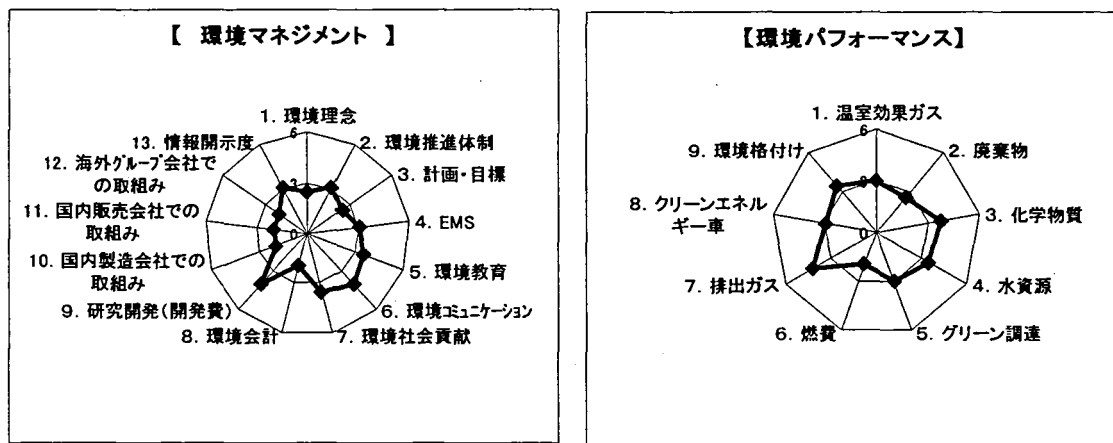 【 環境マネジメント 】
1. 環境理念
6
13. 情報開示度
2. 環境推進体制
12. 海外グループ会社で
の取組み
3. 計画・目標
3
11. 国内販売会社での
取組み
4. EMS
0
10. 国内製造会社での
取組み
5. 環境教育
9. 研究開発(開発費)
6. 環境コミュニケーション
8. 環境会計
7. 環境社会貢献
【環境パフォーマンス】
1. 温室効果ガス
6
9. 環境格付け
2. 廃棄物
3
8. クリーンエネル
ギー車
3. 化学物質
0
7. 排出ガス
4. 水資源
6. 燃費
5. グリーン調達